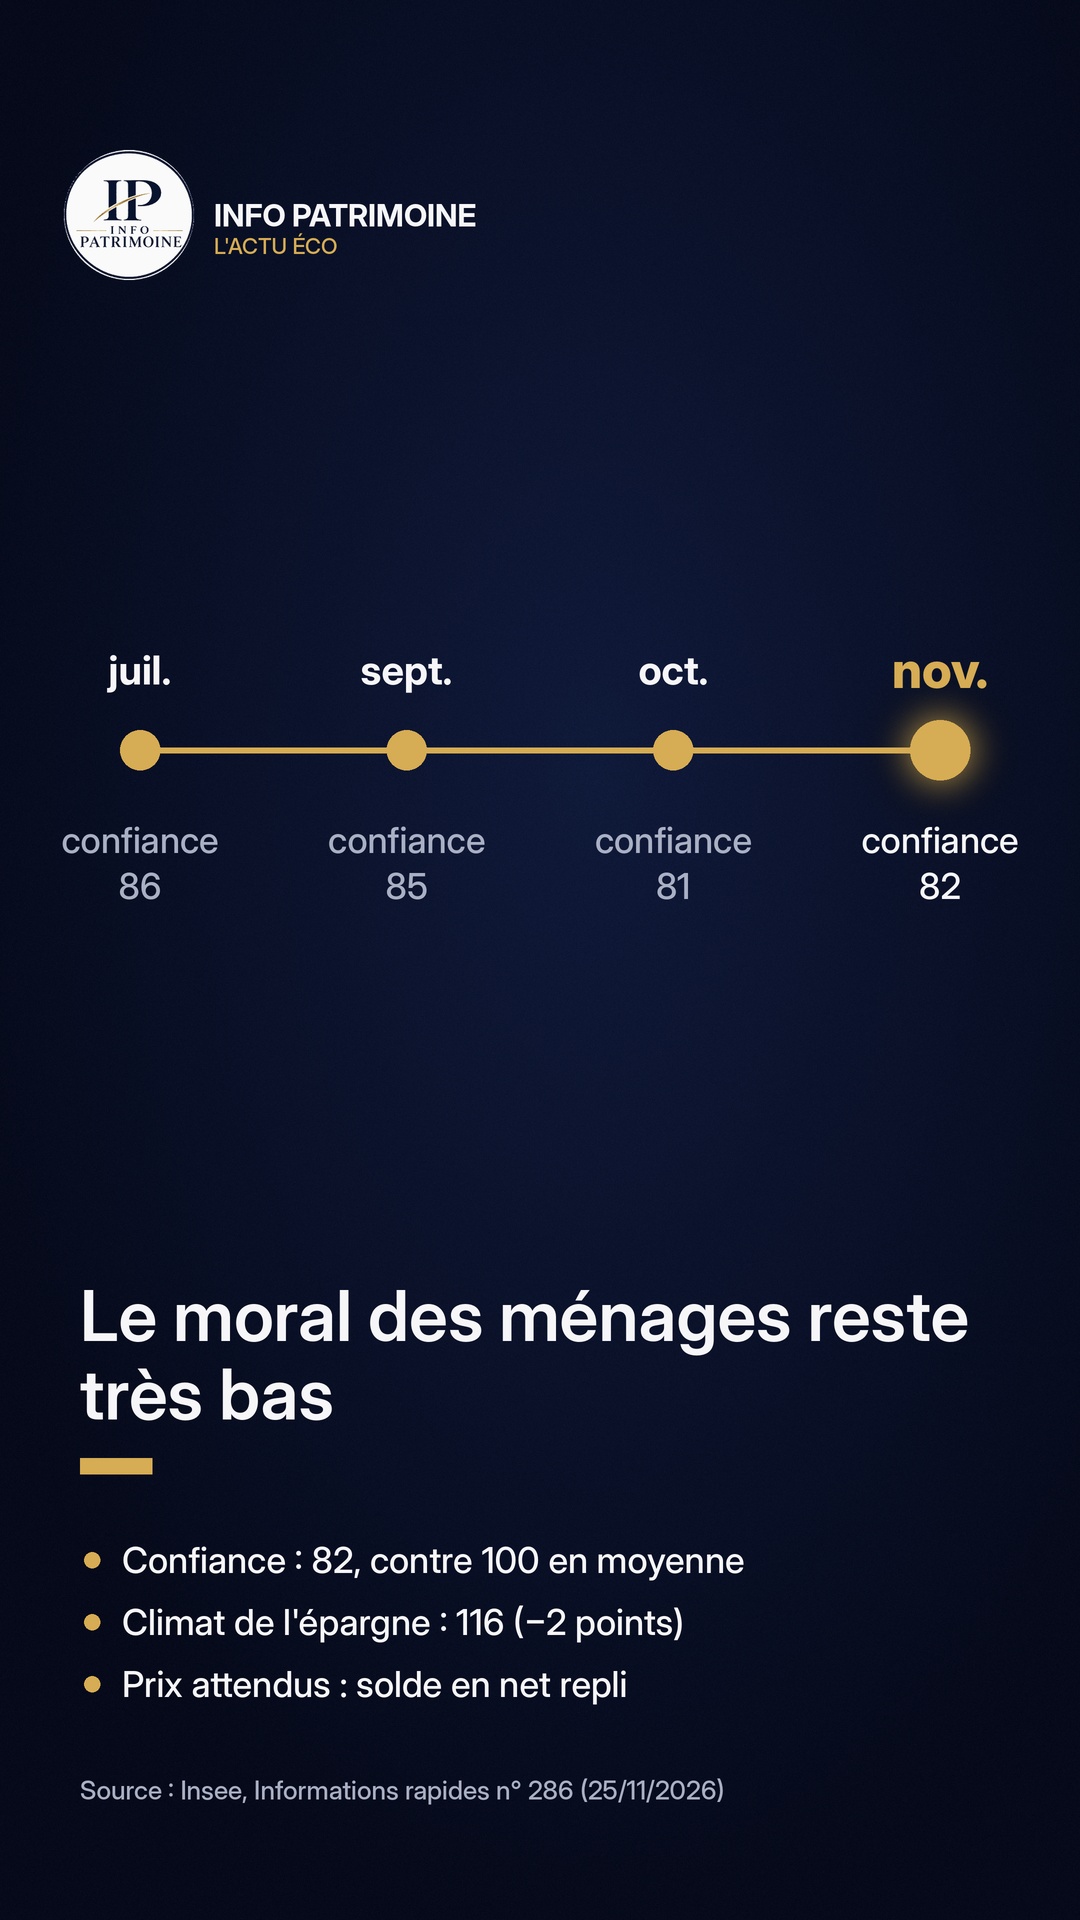 IP
INFO
PATRIMOINE
INFO PATRIMOINE
L'ACTU ÉCO
juil. sept. oct. nov.
confiance confiance confiance confiance
86 85 81 82
Le moral des ménages reste
très bas
Confiance : 82, contre 100 en moyenne
Climat de l'épargne : 116 (−2 points)
Prix attendus : solde en net repli
Source : Insee, Informations rapides n° 286 (25/11/2026)